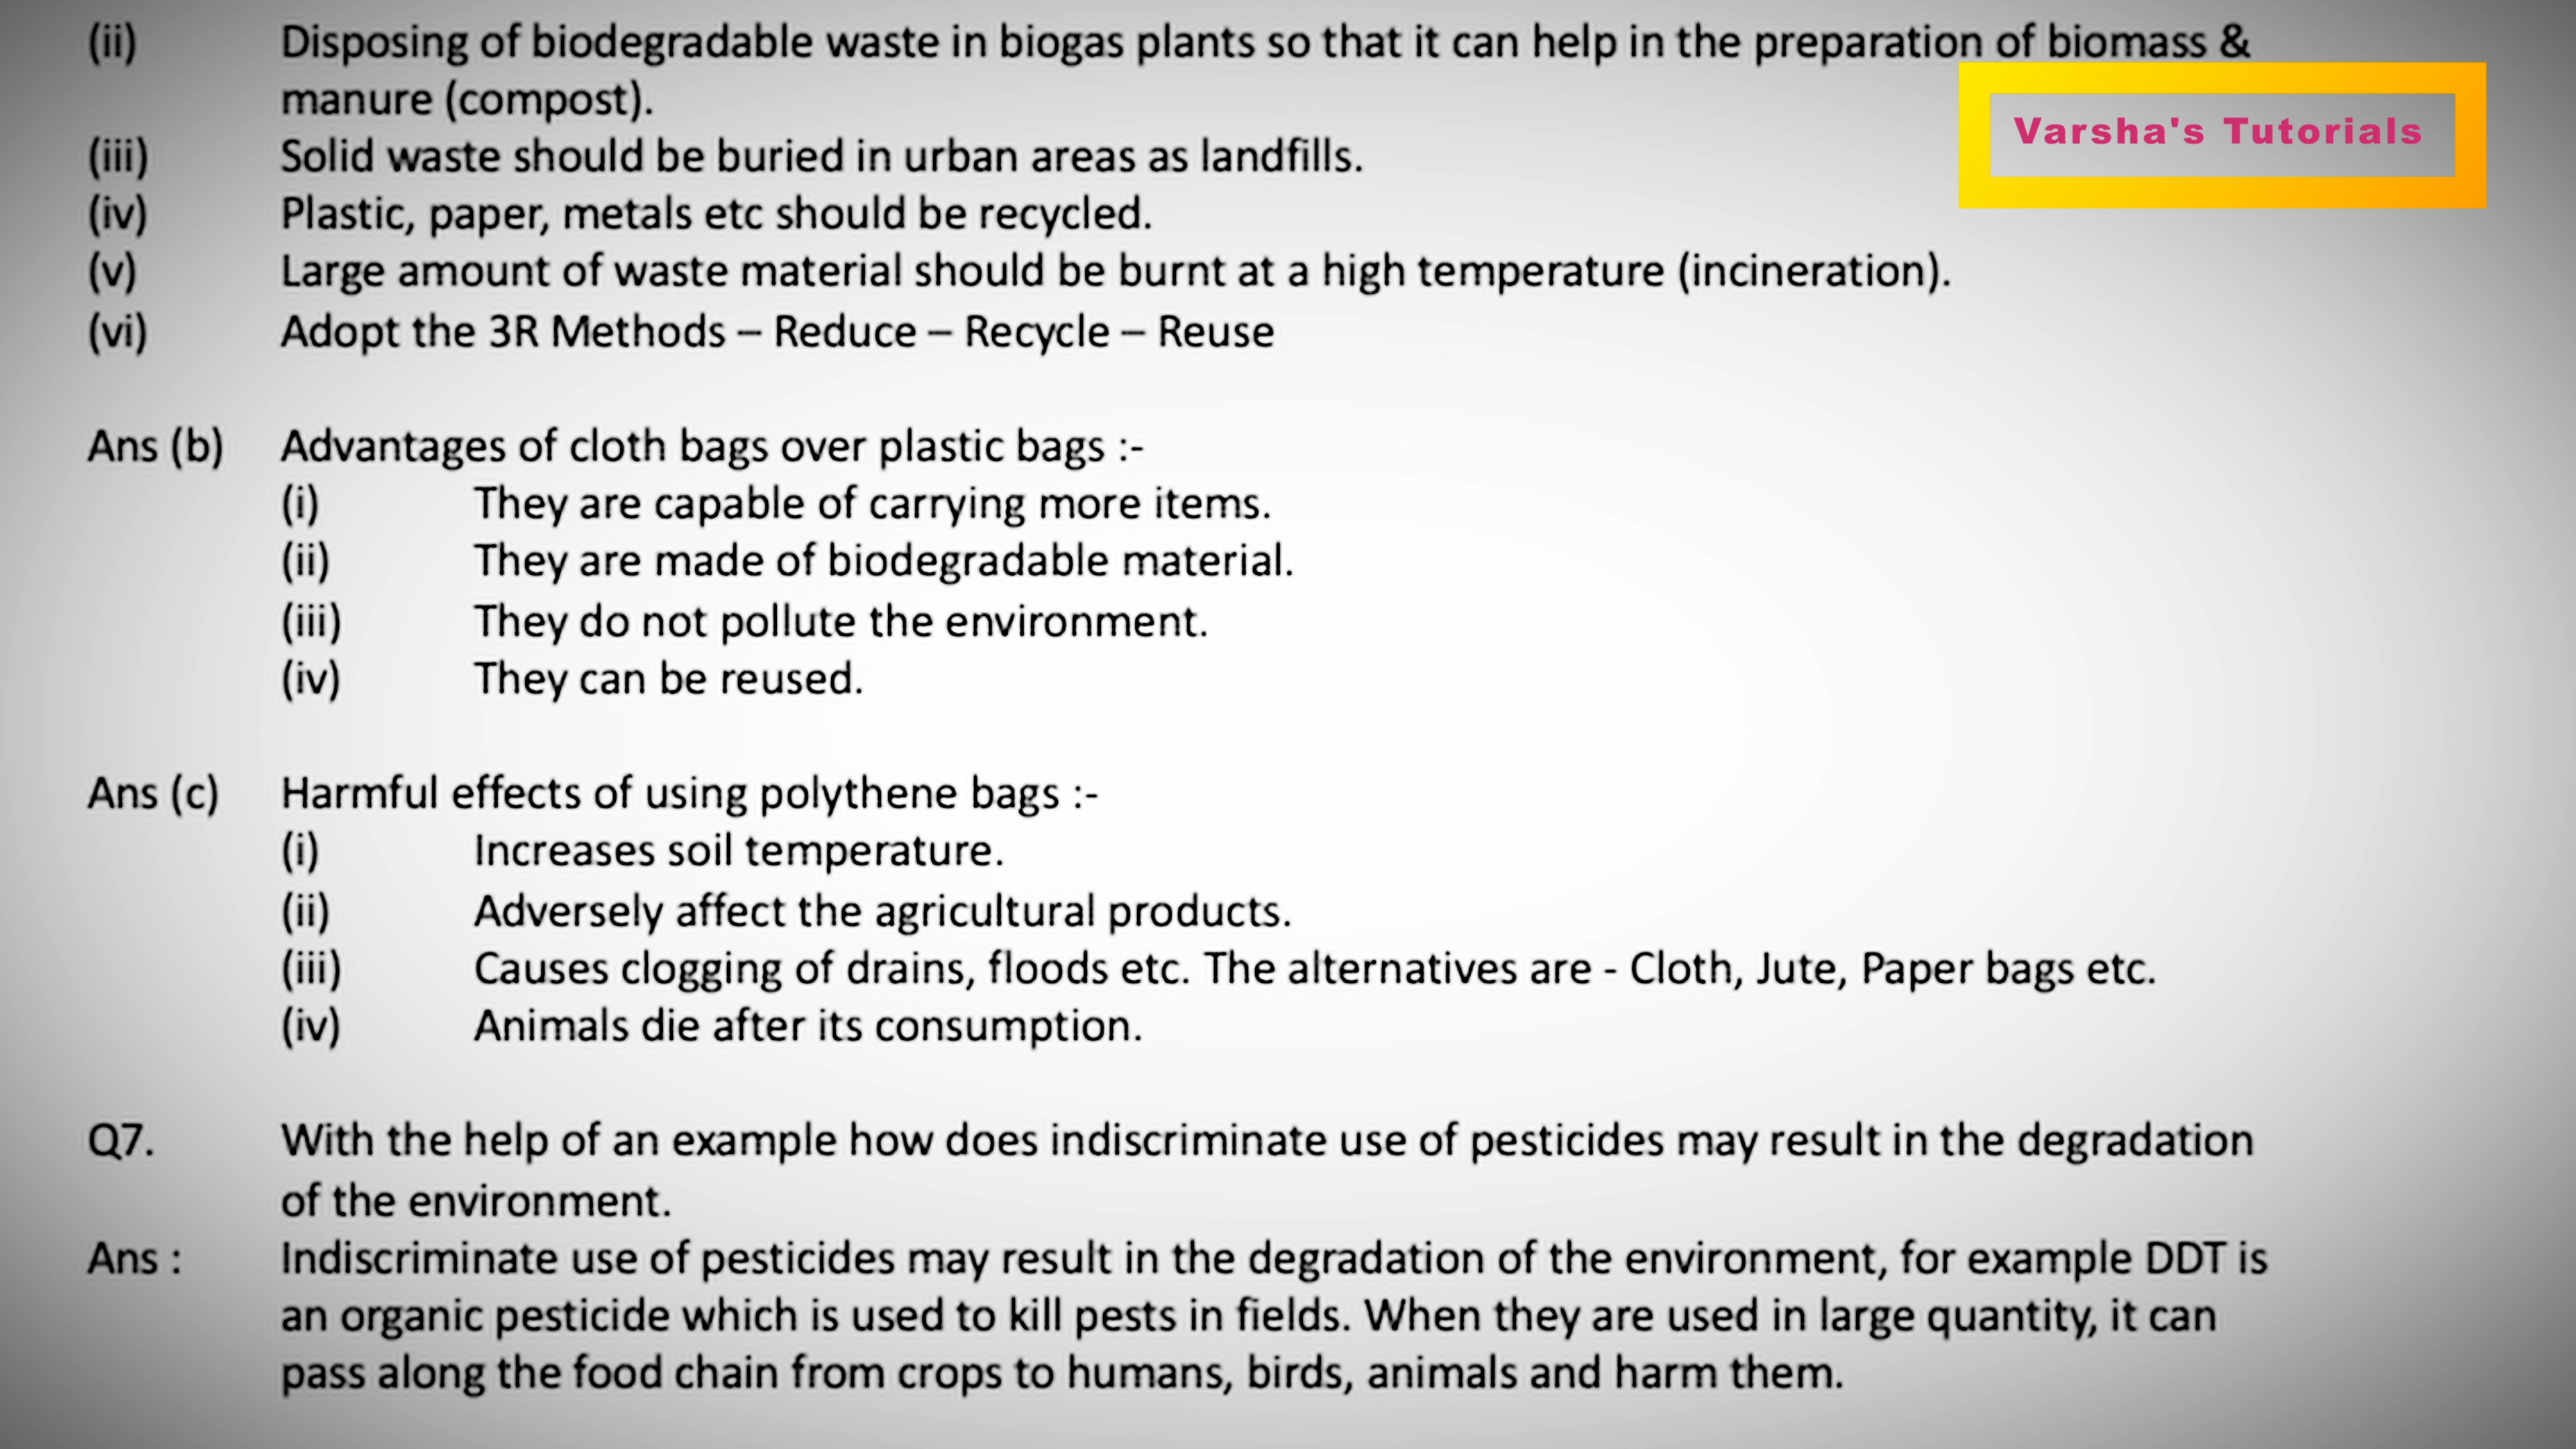 (ii) Disposing of biodegradable waste in biogas plants so that it can help in the preparation of biomass &
manure (compost).
Varsha's Tutorials
(iii) Solid waste should be buried in urban areas as landfills.
(iv) Plastic, paper, metals etc should be recycled.
(v) Large amount of waste material should be burnt at a high temperature (incineration).
(vi) Adopt the 3R Methods – Reduce – Recycle – Reuse
Ans (b) Advantages of cloth bags over plastic bags :-
(i) They are capable of carrying more items.
(ii) They are made of biodegradable material.
(iii) They do not pollute the environment.
(iv) They can be reused.
Ans (c) Harmful effects of using polythene bags :-
(i) Increases soil temperature.
(ii) Adversely affect the agricultural products.
(iii) Causes clogging of drains, floods etc. The alternatives are - Cloth, Jute, Paper bags etc.
(iv) Animals die after its consumption.
Q7. With the help of an example how does indiscriminate use of pesticides may result in the degradation
of the environment.
Ans : Indiscriminate use of pesticides may result in the degradation of the environment, for example DDT is
an organic pesticide which is used to kill pests in fields. When they are used in large quantity, it can
pass along the food chain from crops to humans, birds, animals and harm them.